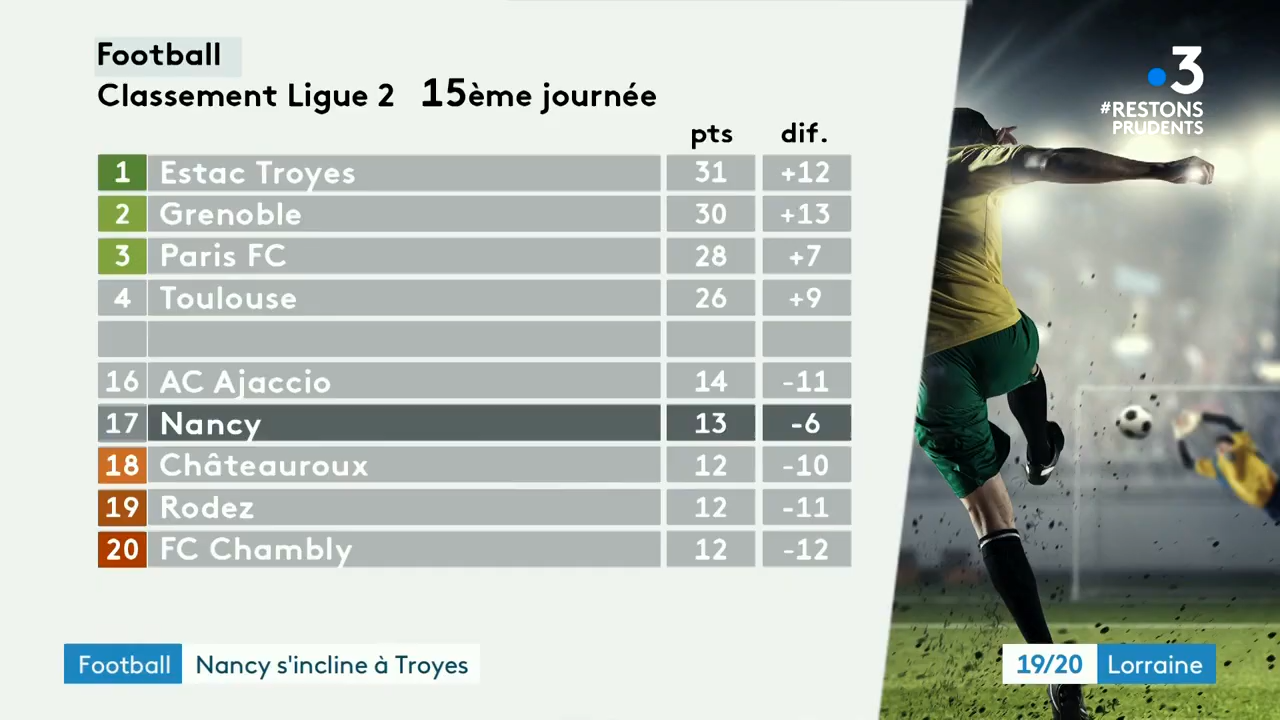 Football
Classement Ligue 2 15ème journée
pts dif.
1 Estac Troyes 31 +12
2 Grenoble 30 +13
3 Paris FC 28 +7
4 Toulouse 26 +9
16 AC Ajaccio 14 -11
17 Nancy 13 -6
18 Châteauroux 12 -10
19 Rodez 12 -11
20 FC Chambly 12 -12
3
#RESTONS
PRUDENTS
Football Nancy s'incline à Troyes
19/20 Lorraine